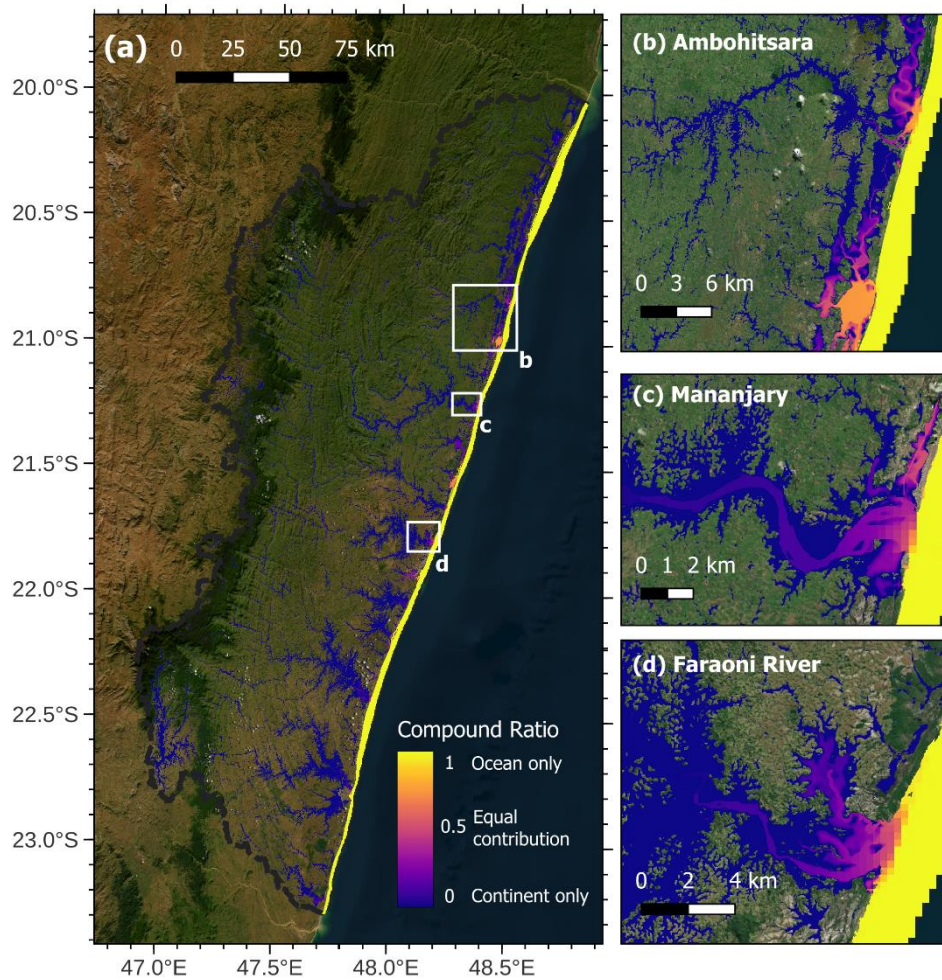 (a)
0 25 50 75 km
20.0°S
20.5°S
21.0°S
21.5°S
22.0°S
22.5°S
23.0°S
47.0°E 47.5°E 48.0°E 48.5°E
b
c
d
Compound Ratio
1 Ocean only
0.5 Equal
contribution
0 Continent only
(b) Ambohitsara
0 3 6 km
(c) Mananjary
0 1 2 km
(d) Faraoni River
0 2 4 km